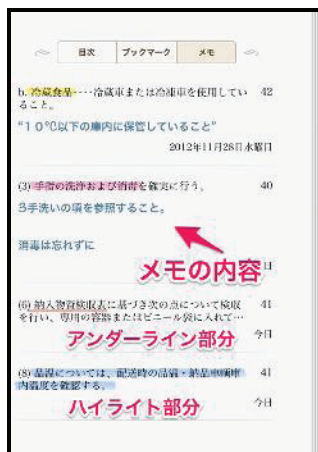 目次 ブックマーク メモ
b. 冷蔵食品‥‥冷蔵車または冷凍車を使用してい 42
ること。
“10℃以下の庫内に保管していること”
2012年11月28日水曜日
(3) 手指の洗浄および消毒を確実に行う。 40
3手洗いの項を参照すること。
消毒は忘れずに
メモの内容
日
(6) 納入物資検収表に基づき次の点について検収 41
を行い、専用の容器またはビニール袋に入れて…
アンダーライン部分 今日
(8) 品温については、配送時の品温・納品車輌庫 41
内温度を確認する。
ハイライト部分 今日